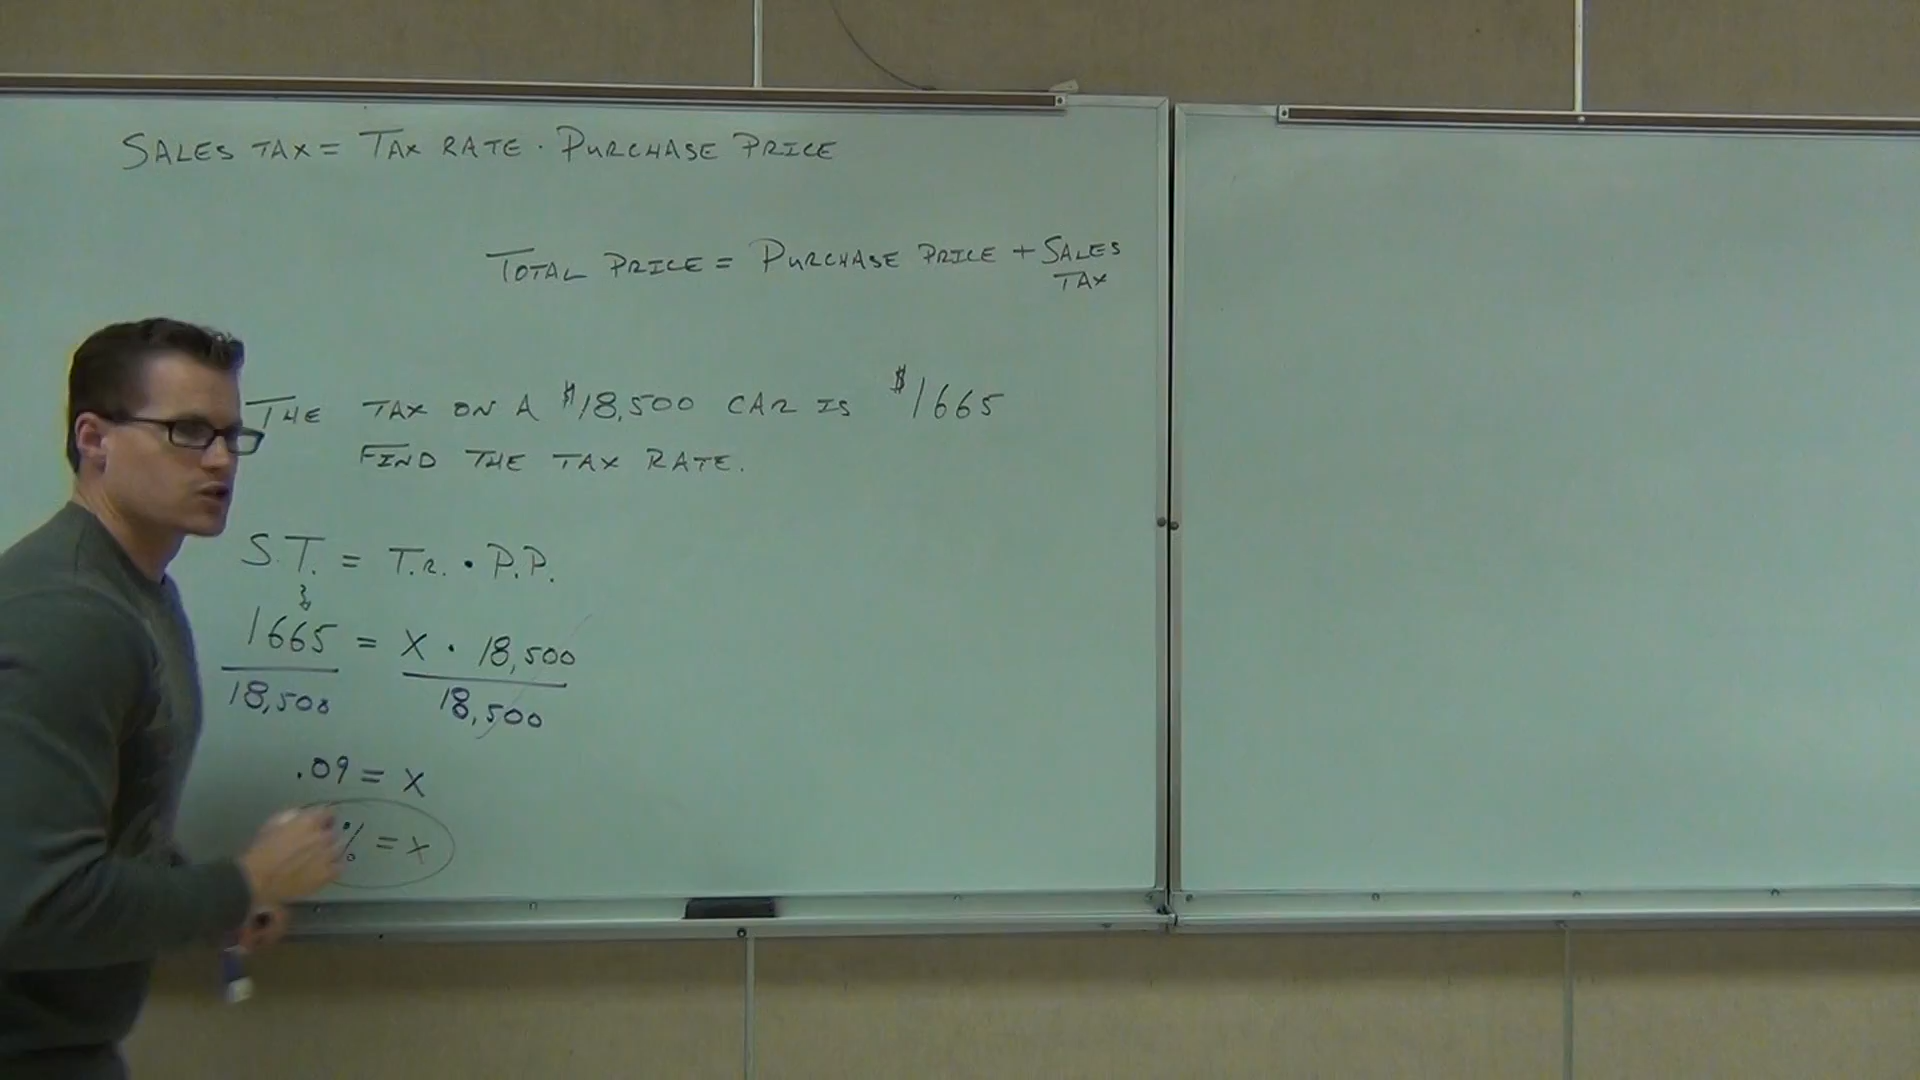 SALES TAX = TAX RATE · PURCHASE PRICE
TOTAL PRICE = PURCHASE PRICE + SALES
TAX
THE TAX ON A $18,500 CAR IS $1665
FIND THE TAX RATE.
S.T. = T.R. · P.P.
1665 = X · 18,500
18,500 18,500
.09 = X
% = X